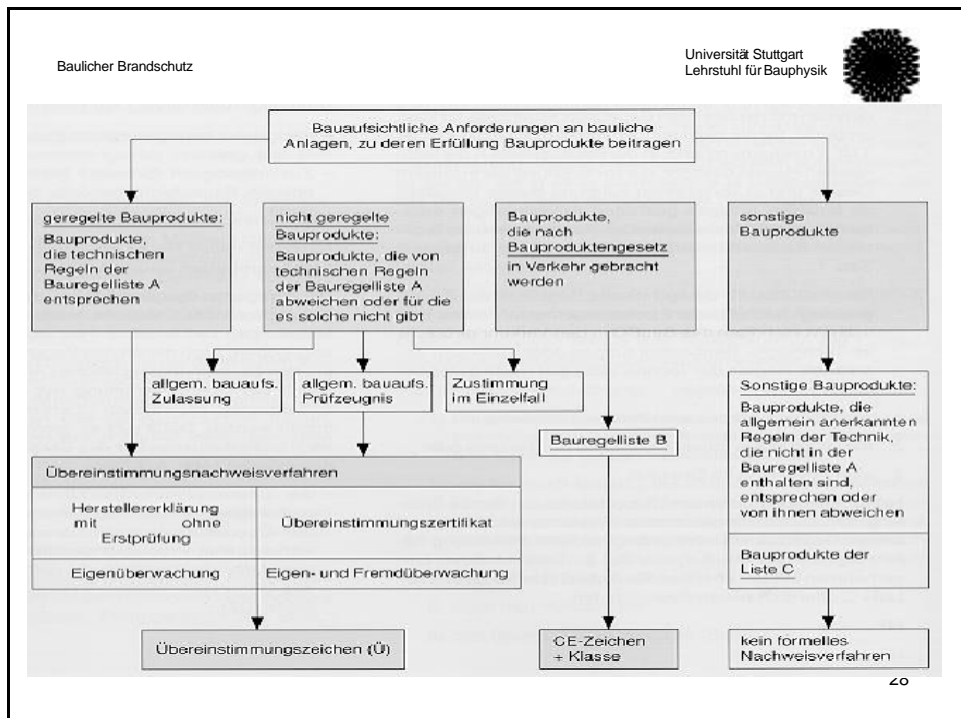 Baulicher Brandschutz
Universität Stuttgart
Lehrstuhl für Bauphysik
Bauaufsichtliche Anforderungen an bauliche
Anlagen, zu deren Erfüllung Bauprodukte beitragen
geregelte Bauprodukte:
Bauprodukte,
die technischen
Regeln der
Bauregelliste A
entsprechen
nicht geregelte
Bauprodukte:
Bauprodukte, die von
technischen Regeln
der Bauregelliste A
abweichen oder für die
es solche nicht gibt
Bauprodukte,
die nach
Bauproduktengesetz
in Verkehr gebracht
werden
sonstige
Bauprodukte
allgem. bauaufs.
Zulassung
allgem. bauaufs.
Prüfzeugnis
Zustimmung
im Einzelfall
Bauregelliste B
Sonstige Bauprodukte:
Bauprodukte, die
allgemein anerkannten
Regeln der Technik,
die nicht in der
Bauregelliste A
enthalten sind,
entsprechen oder
von ihnen abweichen
Bauprodukte der
Liste C
Übereinstimmungsnachweisverfahren
Herstellererklärung
mit ohne
Erstprüfung
Übereinstimmungszertifikat
Eigenüberwachung
Eigen- und Fremdüberwachung
Übereinstimmungszeichen (Ü)
CE-Zeichen
+ Klasse
kein formelles
Nachweisverfahren
28